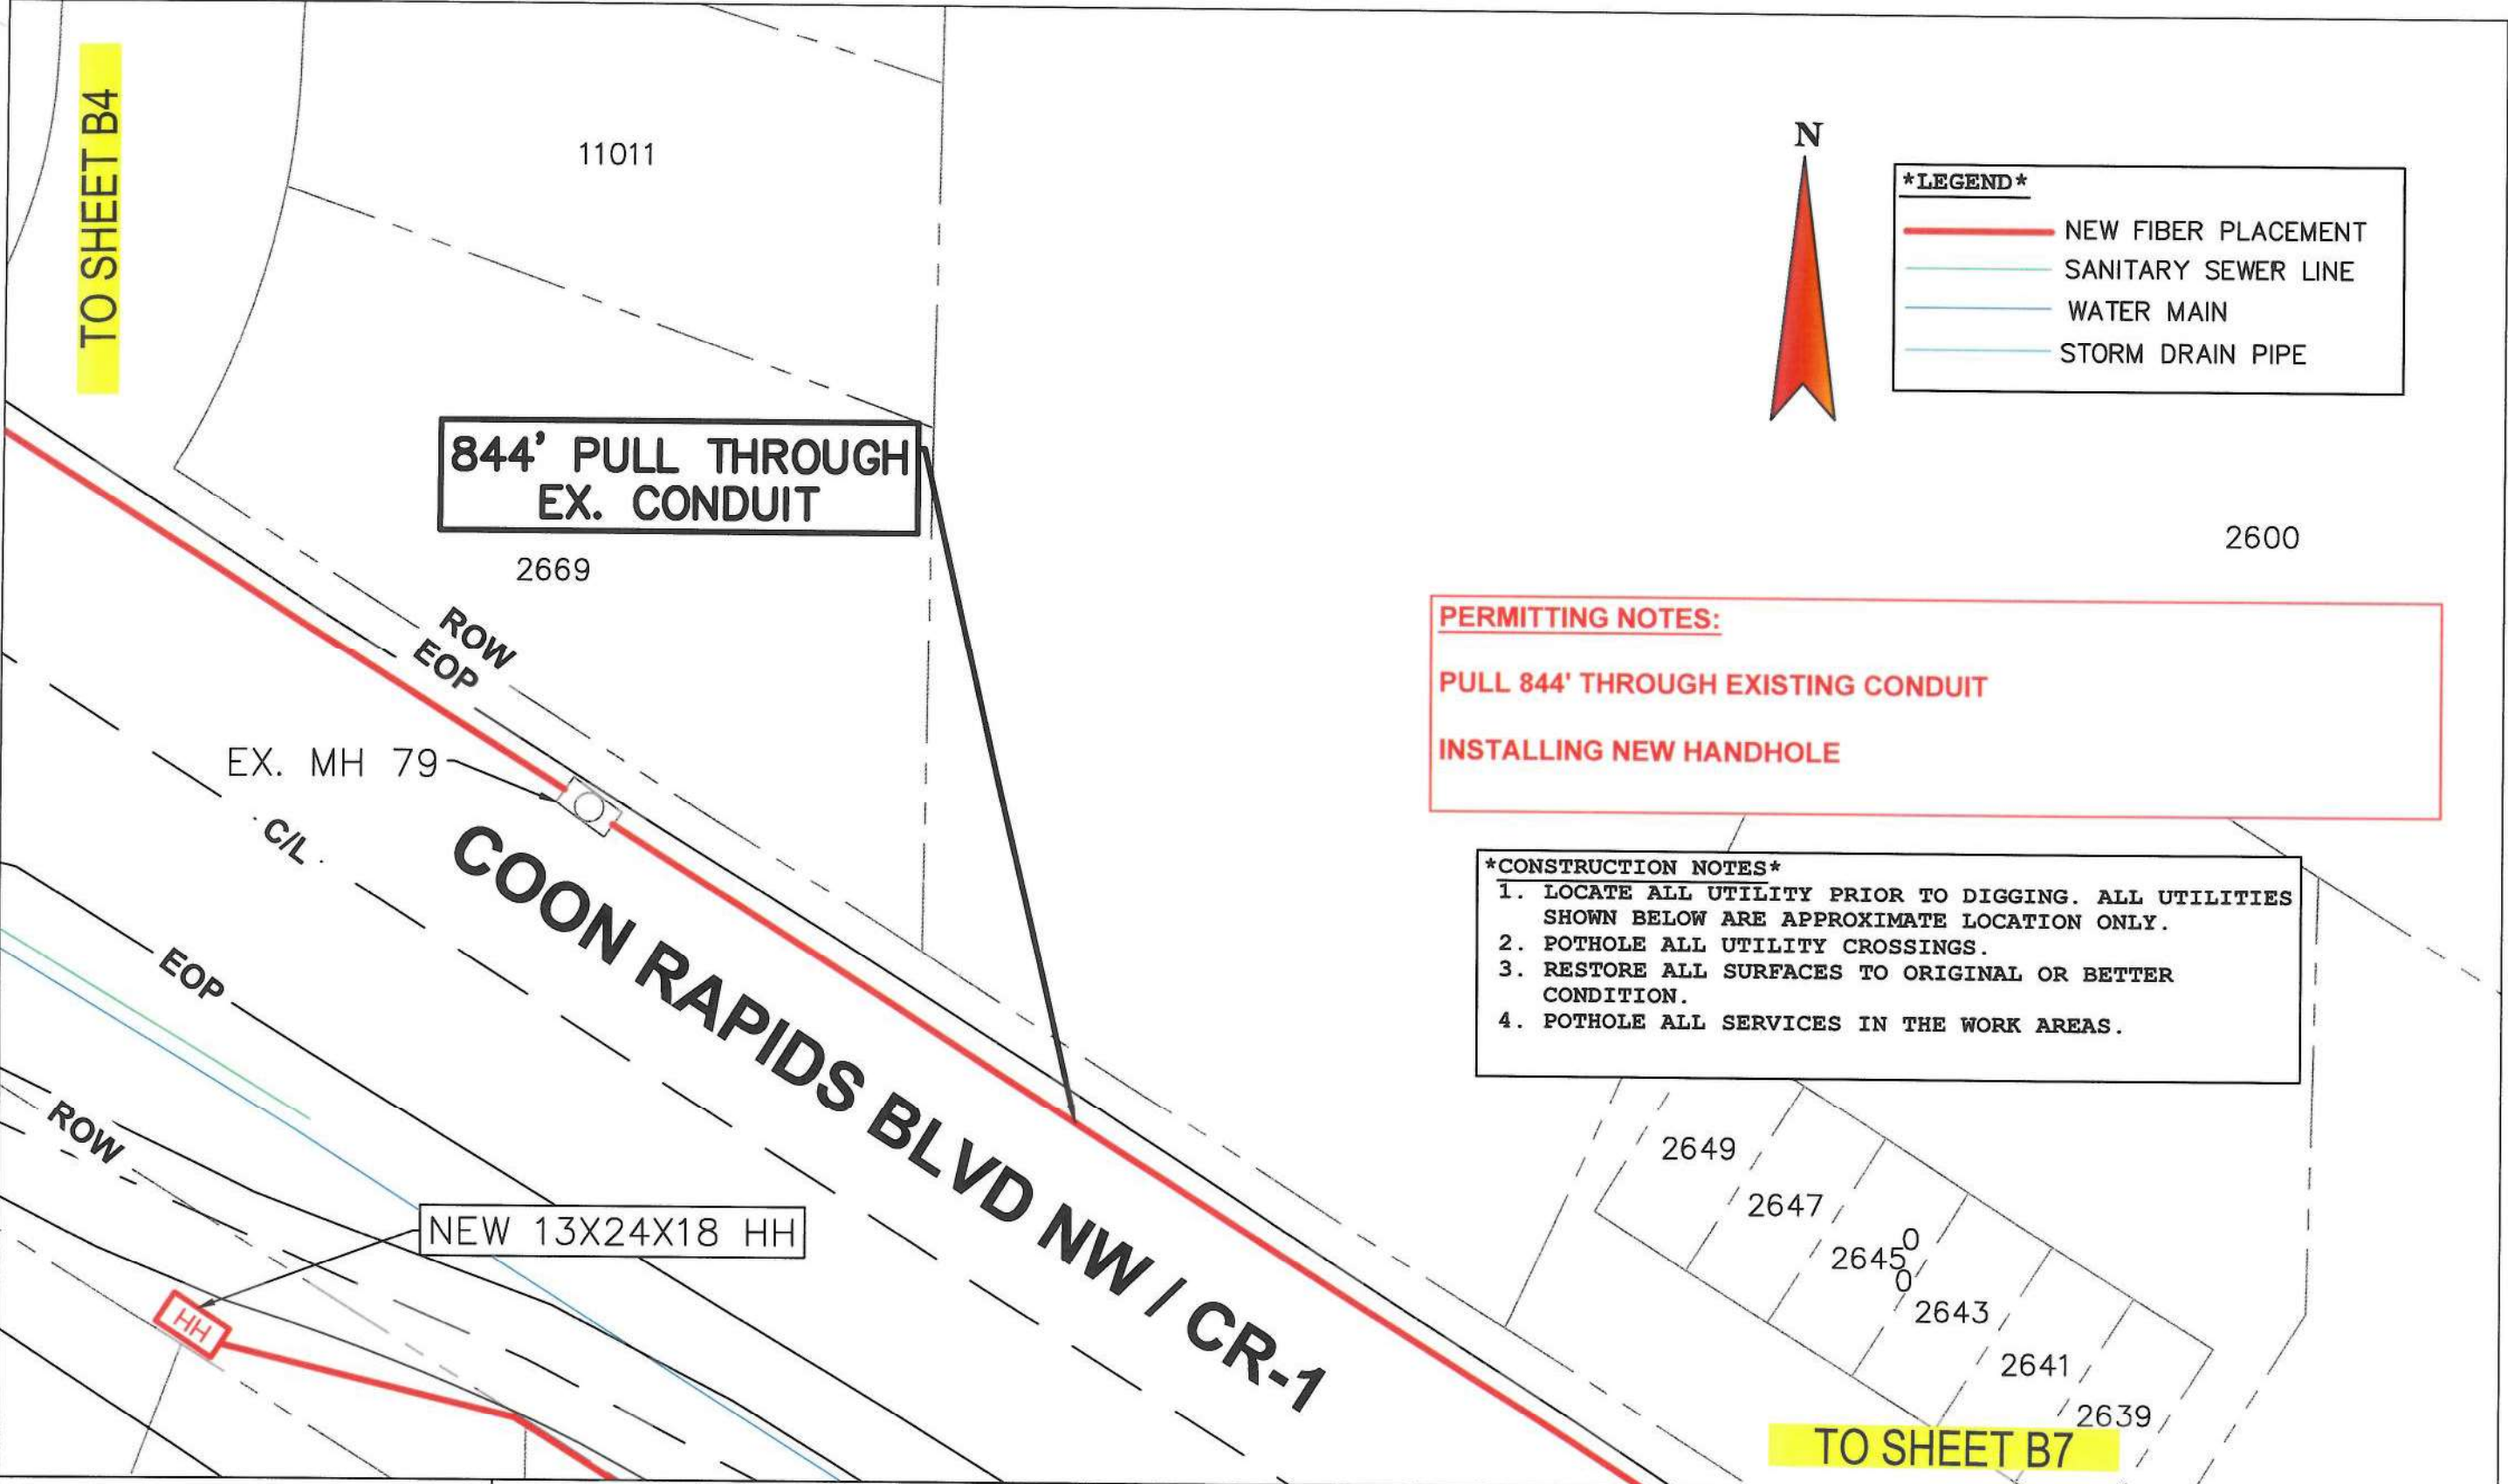 TO SHEET B4
11011
N
*LEGEND*
NEW FIBER PLACEMENT
SANITARY SEWER LINE
WATER MAIN
STORM DRAIN PIPE
844' PULL THROUGH
EX. CONDUIT
2600
2669
ROW
EOP
PERMITTING NOTES:
PULL 844' THROUGH EXISTING CONDUIT
INSTALLING NEW HANDHOLE
EX. MH 79
C/L
COON RAPIDS BLVD NW / CR-1
*CONSTRUCTION NOTES*
1. LOCATE ALL UTILITY PRIOR TO DIGGING. ALL UTILITIES
SHOWN BELOW ARE APPROXIMATE LOCATION ONLY.
2. POTHOLE ALL UTILITY CROSSINGS.
3. RESTORE ALL SURFACES TO ORIGINAL OR BETTER
CONDITION.
4. POTHOLE ALL SERVICES IN THE WORK AREAS.
EOP
ROW
NEW 13X24X18 HH
HH
2649
2647
2645
0
0
2643
2641
2639
TO SHEET B7